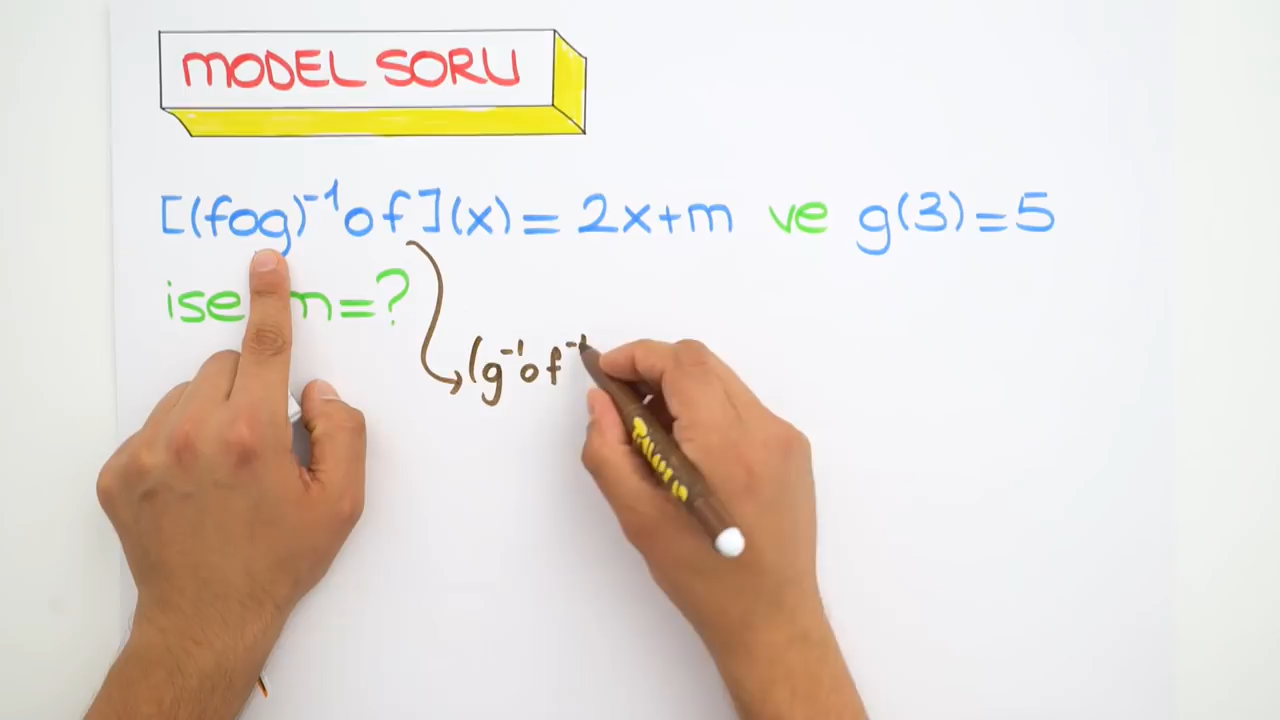 MODEL SORU
[(fog)⁻¹of](x) = 2x+m ve g(3)=5
ise m=?
(g⁻¹of⁻¹